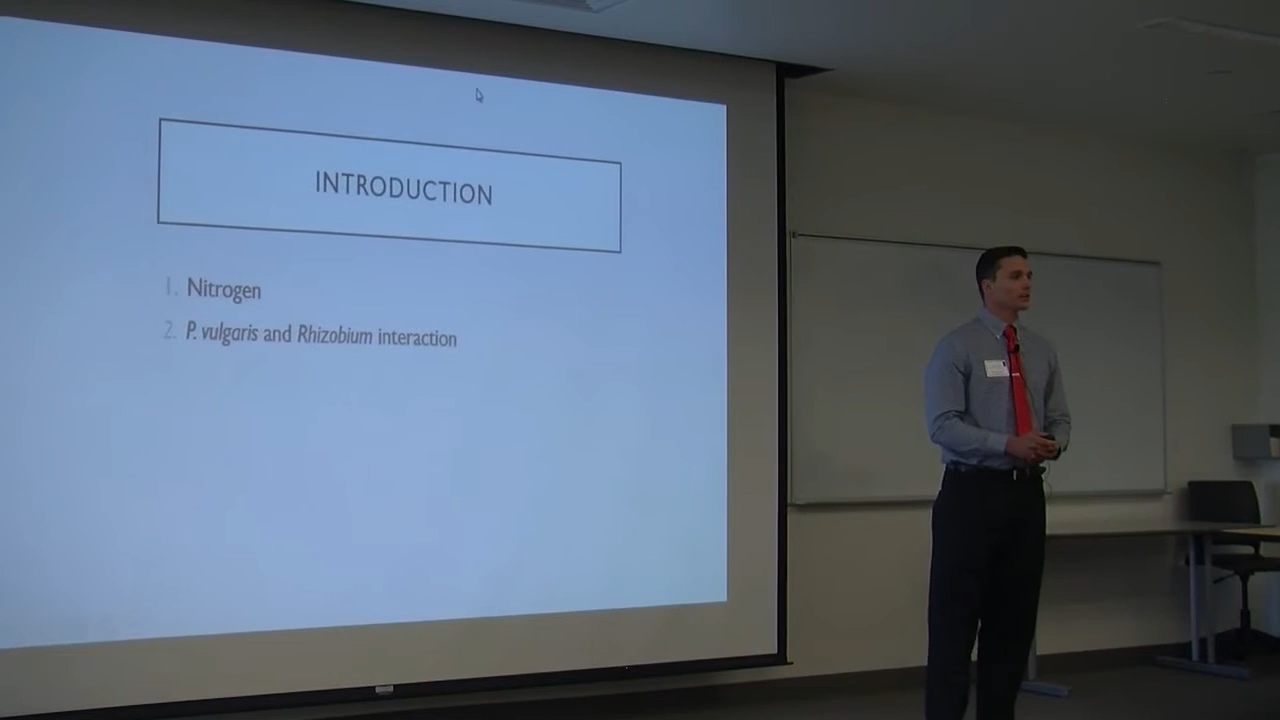 INTRODUCTION
1. Nitrogen
2. P. vulgaris and Rhizobium interaction